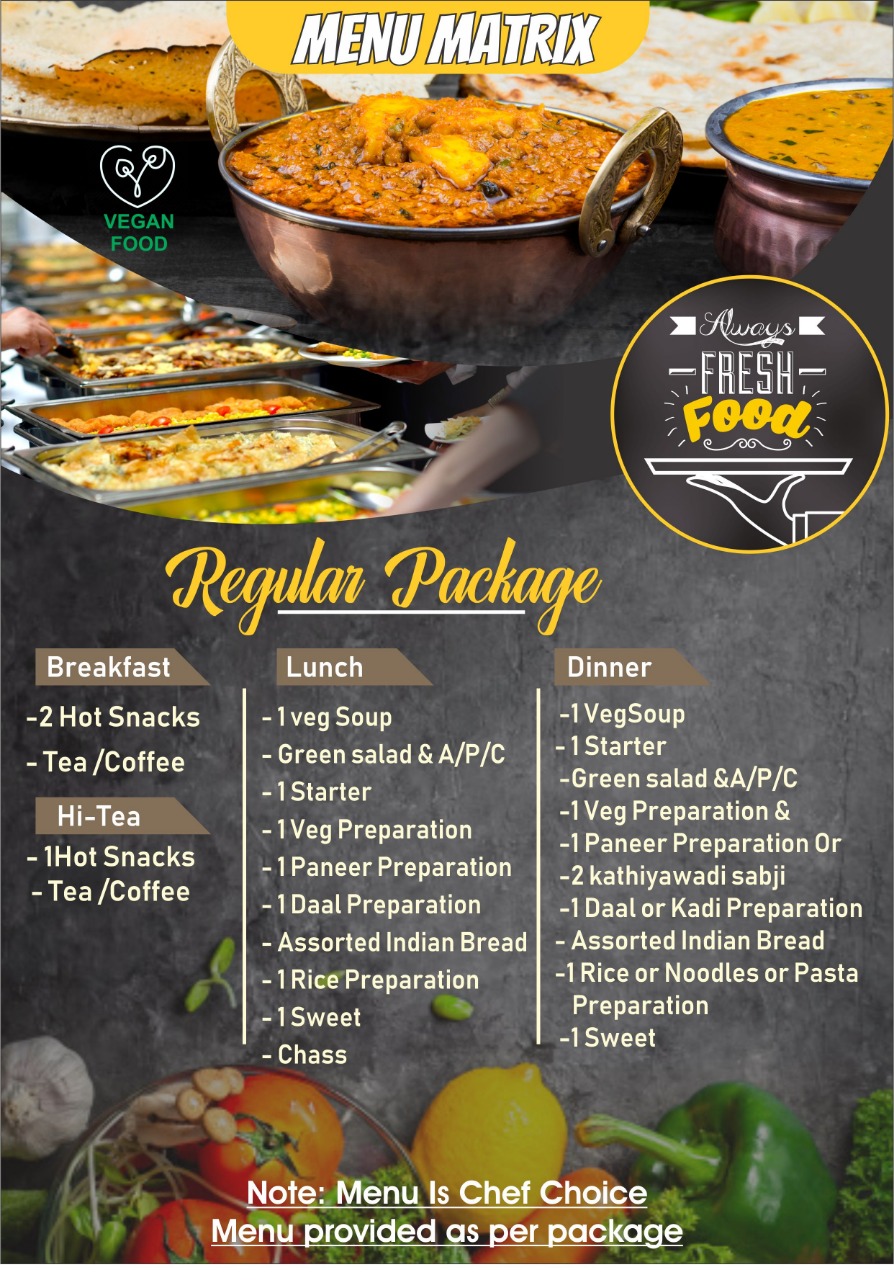 MENU MATRIX
VEGAN
FOOD
Always
FRESH
Food
Regular Package
Breakfast
-2 Hot Snacks
- Tea /Coffee
Hi-Tea
- 1Hot Snacks
- Tea /Coffee
Lunch
- 1 veg Soup
- Green salad & A/P/C
- 1 Starter
- 1 Veg Preparation
- 1 Paneer Preparation
- 1 Daal Preparation
- Assorted Indian Bread
- 1 Rice Preparation
- 1 Sweet
- Chass
Dinner
-1 VegSoup
- 1 Starter
-Green salad &A/P/C
-1 Veg Preparation &
-1 Paneer Preparation Or
-2 kathiyawadi sabji
-1 Daal or Kadi Preparation
- Assorted Indian Bread
-1 Rice or Noodles or Pasta
Preparation
-1 Sweet
Note: Menu Is Chef Choice
Menu provided as per package